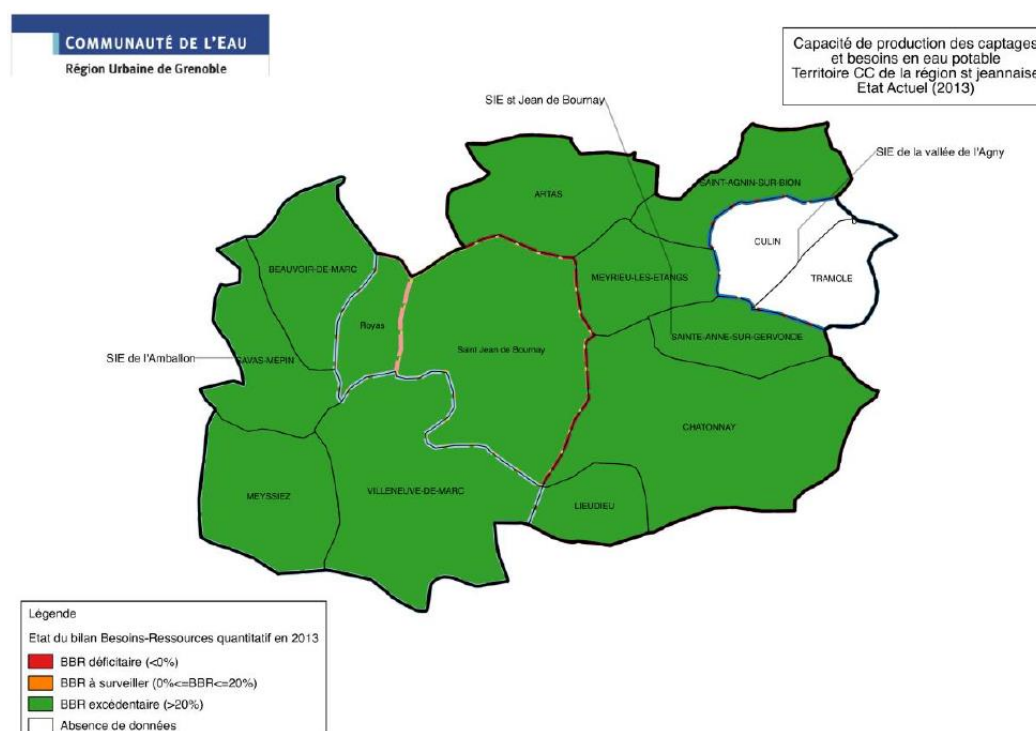 COMMUNAUTÉ DE L'EAU
Région Urbaine de Grenoble
Capacité de production des captages
et besoins en eau potable
Territoire CC de la région st jeannaise
Etat Actuel (2013)
SIE st Jean de Bournay
SIE de la vallée de l'Agny
SAINT-AGNIN-SUR-BION
ARTAS
CULIN
BEAUVOIR-DE-MARC
MEYRIEU-LES-ETANGS
TRAMOLE
Royas
SAINTE-ANNE-SUR-GERVONDE
Saint Jean de Bournay
SIE de l'Amballon
SAVAS-MEPIN
CHATONNAY
MEYSSIEZ
VILLENEUVE-DE-MARC
LIEUDIEU
Légende
Etat du bilan Besoins-Ressources quantitatif en 2013
BBR déficitaire (<0%)
BBR à surveiller (0%<=BBR<=20%)
BBR excédentaire (>20%)
Absence de données